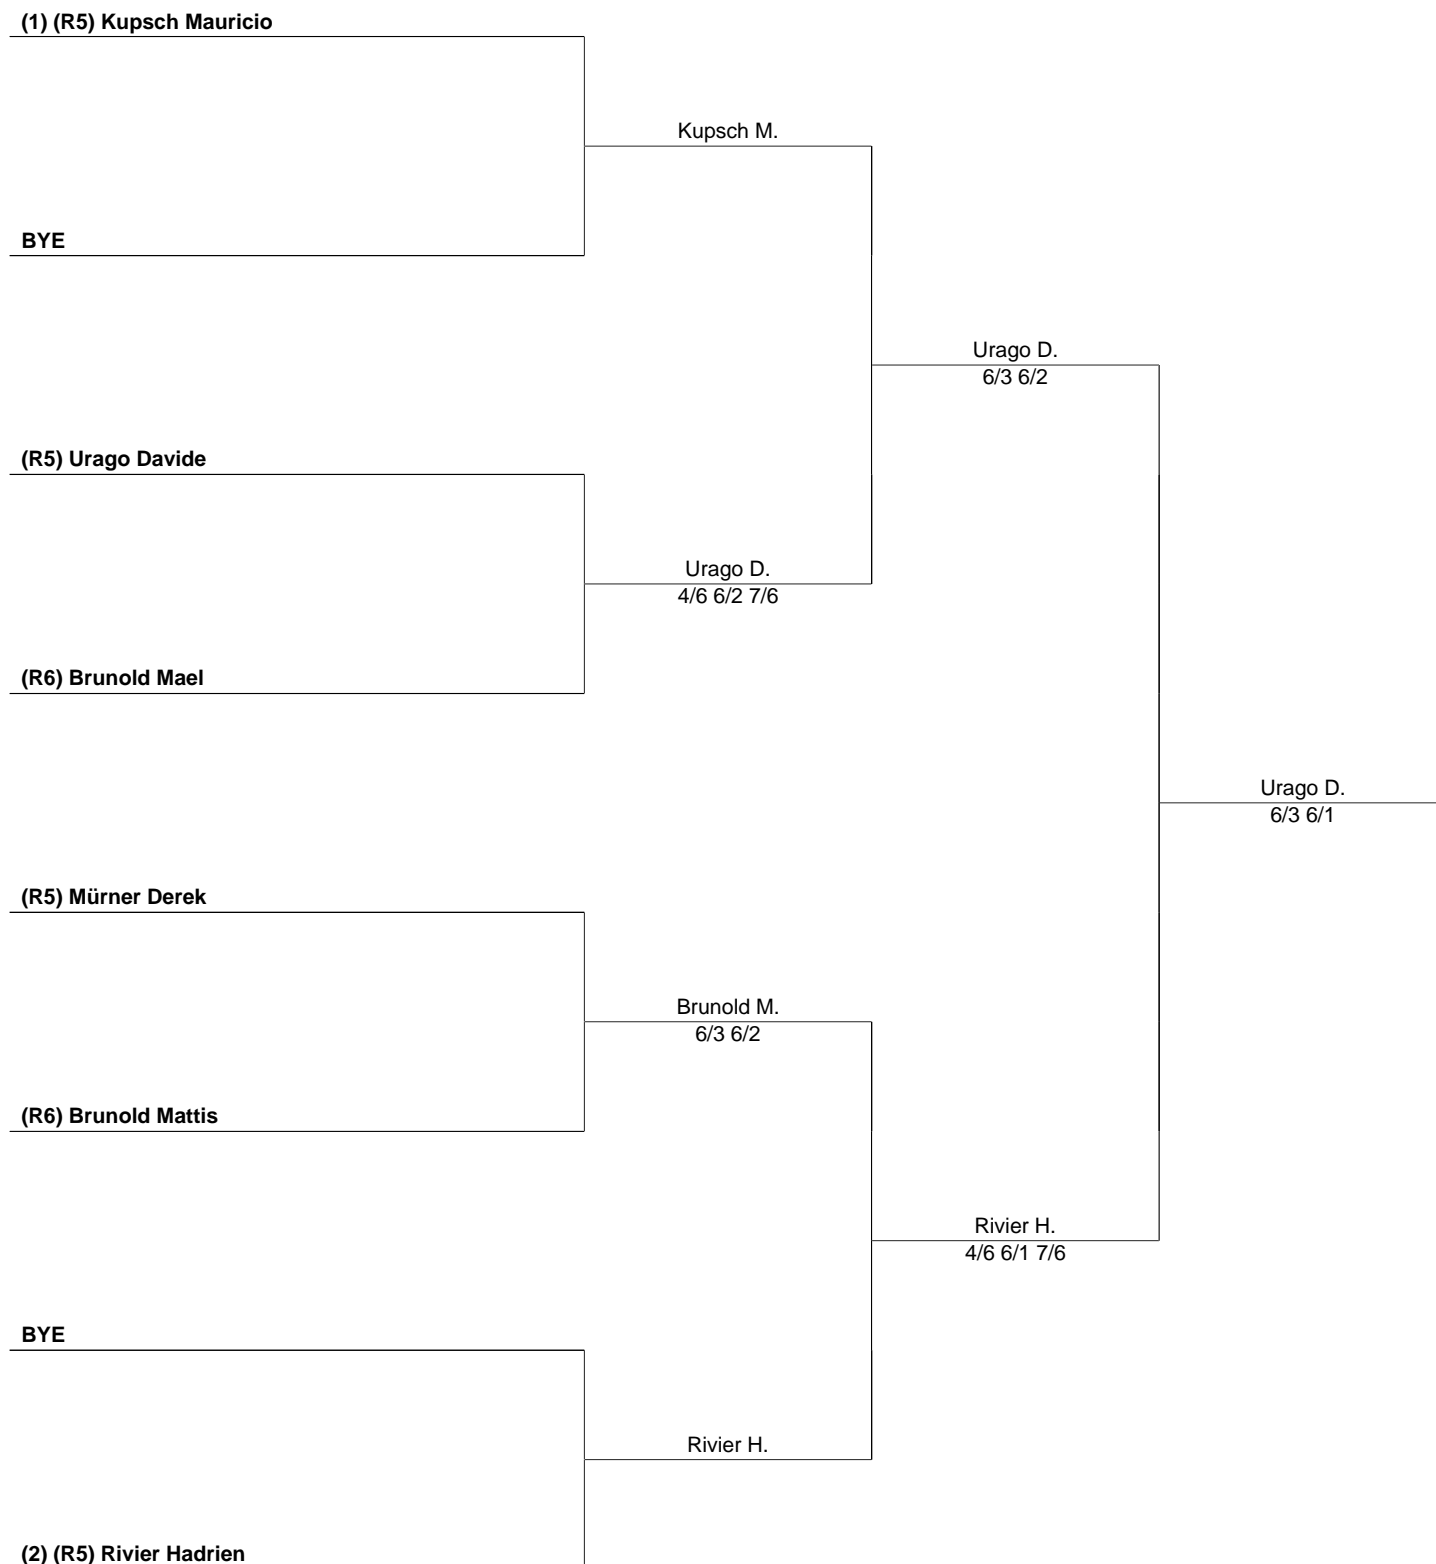 (1) (R5) Kupsch Mauricio
Kupsch M.
BYE
Urago D.
6/3 6/2
(R5) Urago Davide
Urago D.
4/6 6/2 7/6
(R6) Brunold Mael
Urago D.
6/3 6/1
(R5) Mürner Derek
Brunold M.
6/3 6/2
(R6) Brunold Mattis
Rivier H.
4/6 6/1 7/6
BYE
Rivier H.
(2) (R5) Rivier Hadrien